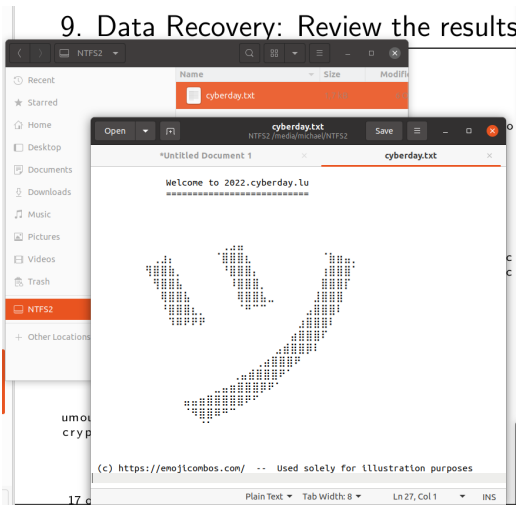 9. Data Recovery: Review the results
NTFS2
Name Size Modifie
Recent
cyberday.txt
Starred
Home
Desktop
Documents
Downloads
Music
Pictures
Videos
Trash
NTFS2
+ Other Locations
Open
cyberday.txt
NTFS2 /media/michael/NTFS2
Save
*Untitled Document 1
cyberday.txt
Welcome to 2022.cyberday.lu
===========================
(c) https://emojicombos.com/ -- Used solely for illustration purposes
Plain Text Tab Width: 8 Ln 27, Col 1 INS
umou
cryp
17 o